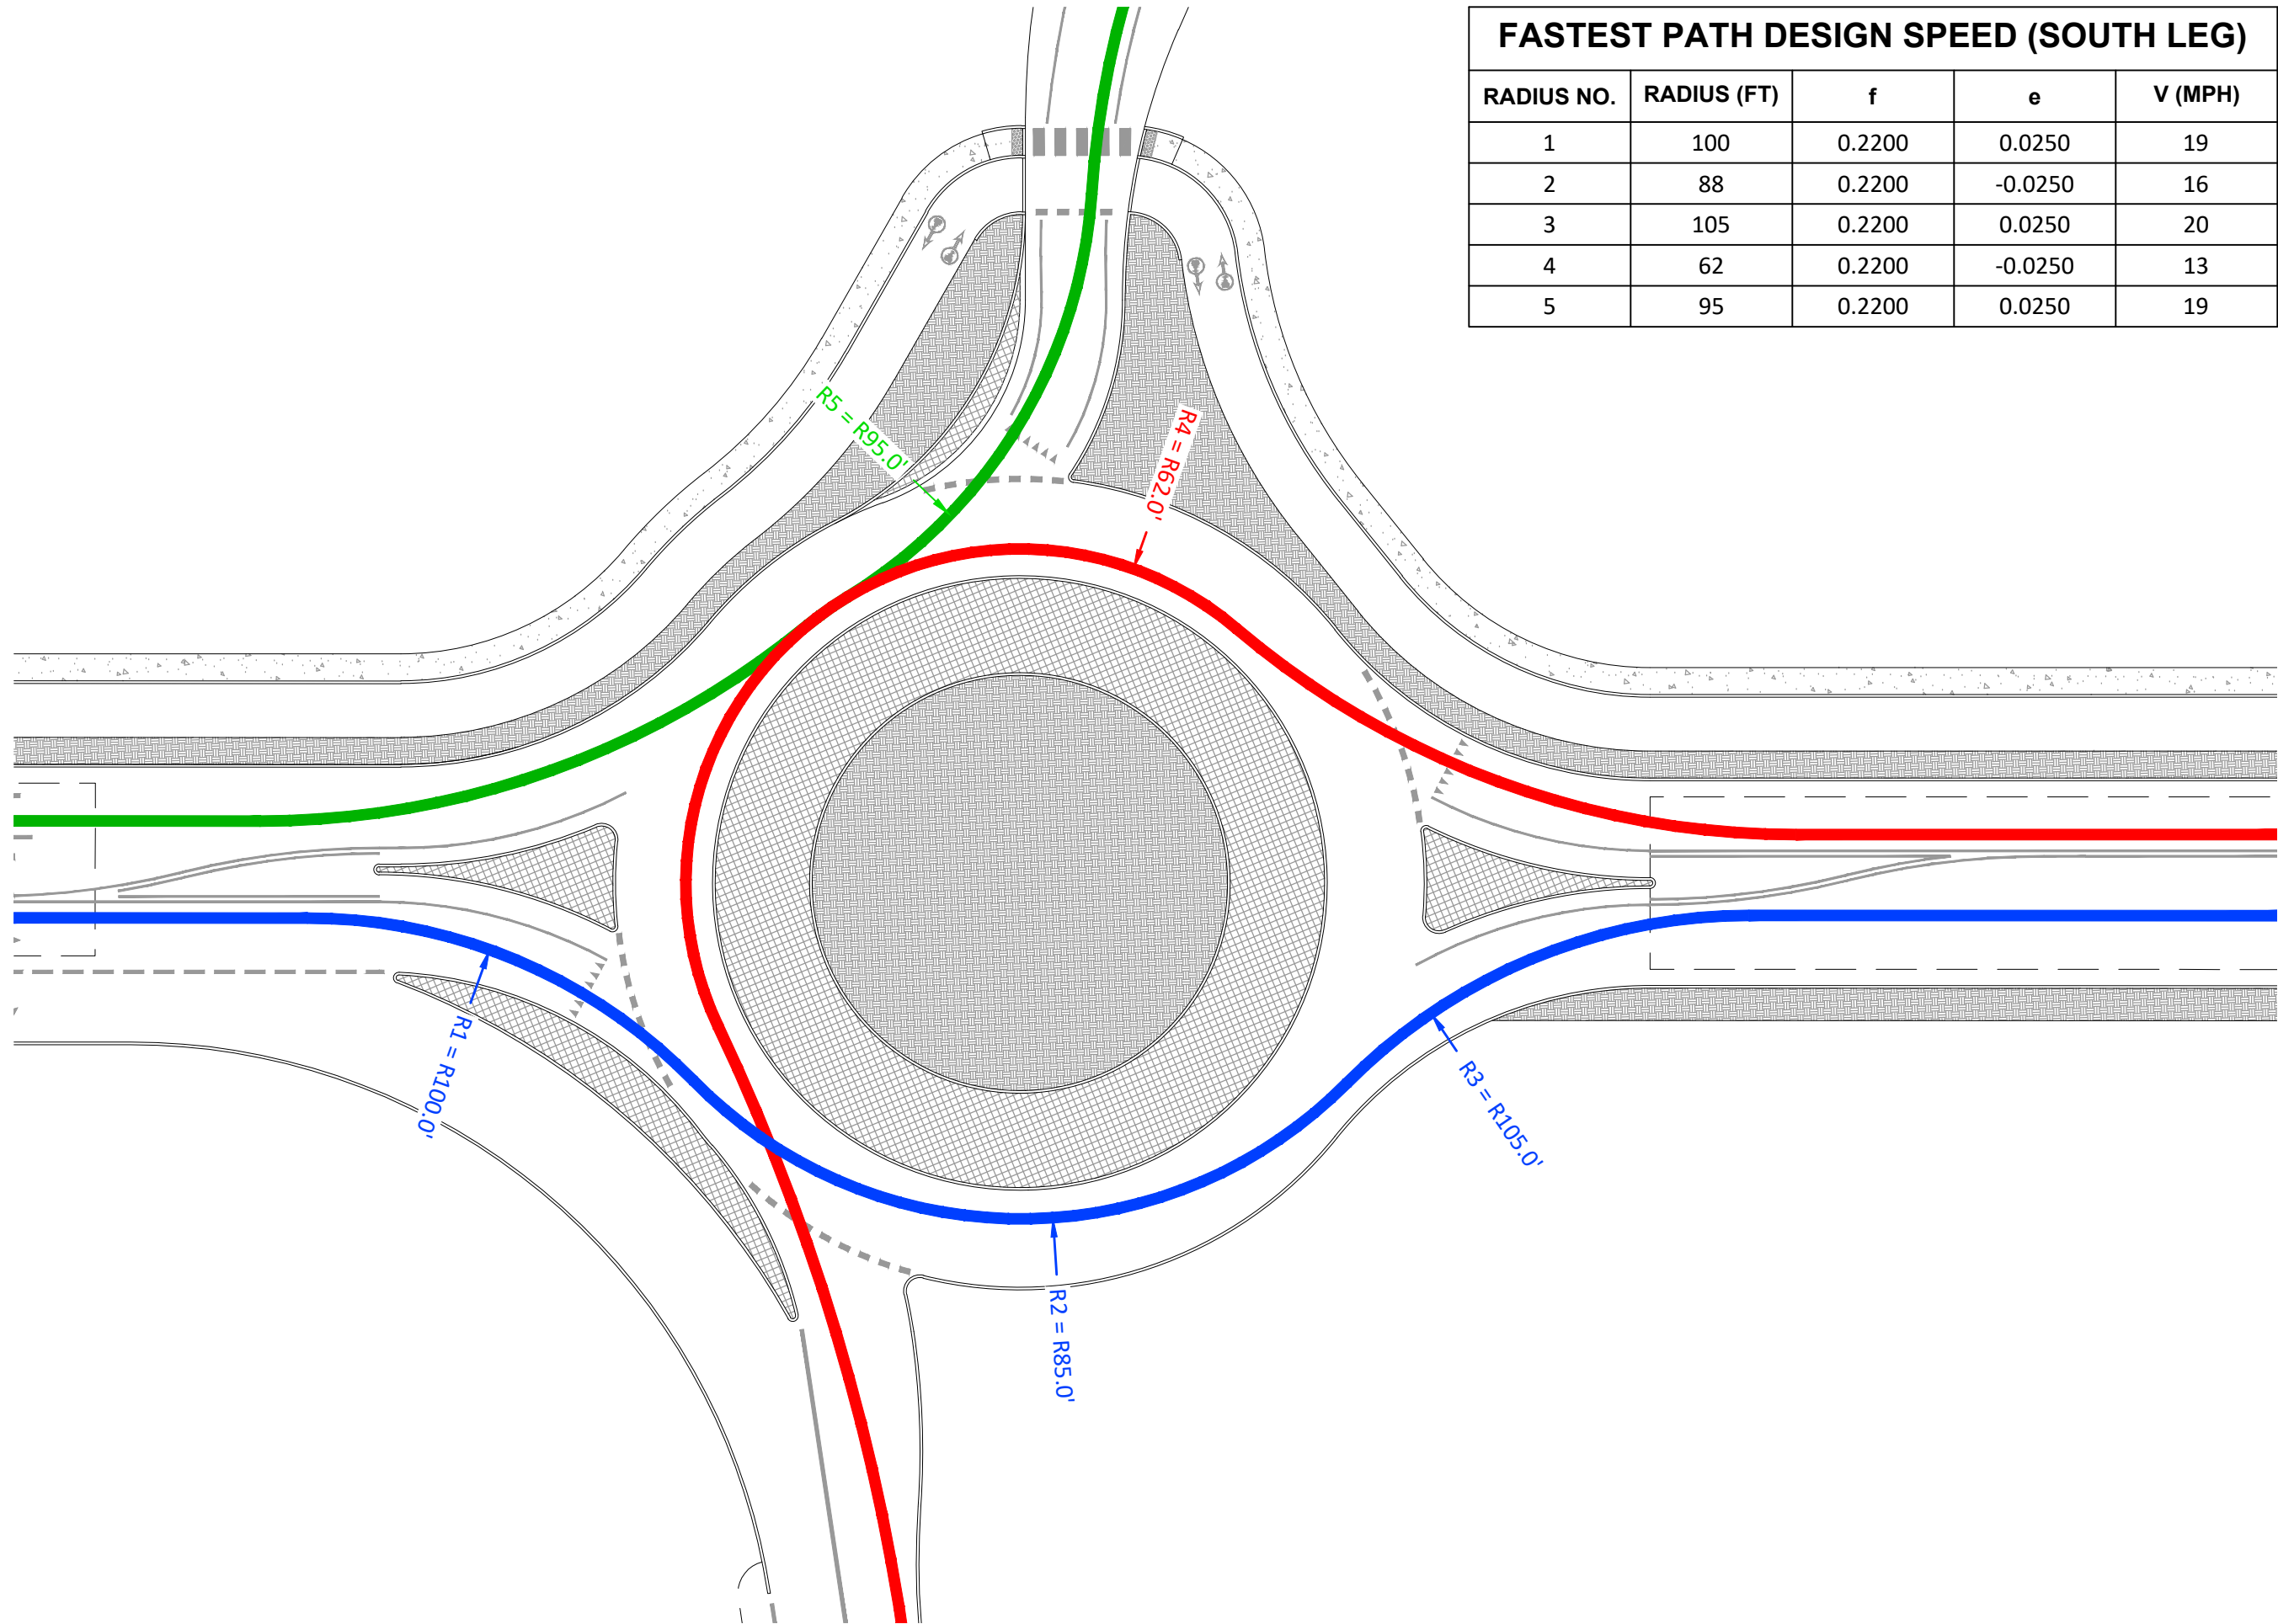 FASTEST PATH DESIGN SPEED (SOUTH LEG)
RADIUS NO. RADIUS (FT) f e V (MPH)
1 100 0.2200 0.0250 19
2 88 0.2200 -0.0250 16
3 105 0.2200 0.0250 20
4 62 0.2200 -0.0250 13
5 95 0.2200 0.0250 19
R5 = R95.0'
R4 = R62.0'
R1 = R100.0'
R3 = R105.0'
R2 = R85.0'